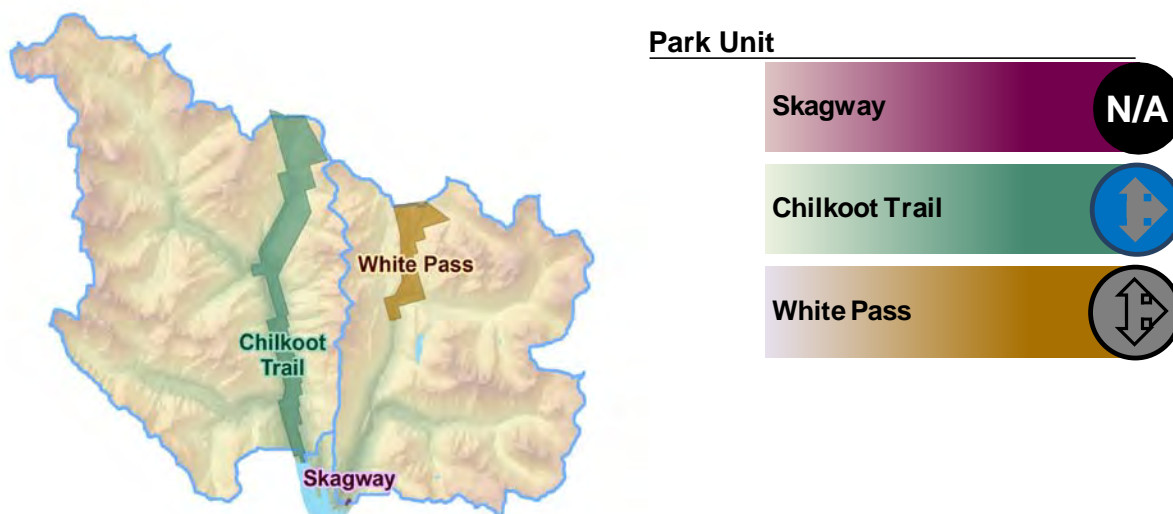 Park Unit
Skagway
N/A
Chilkoot Trail
White Pass
White Pass
Chilkoot
Trail
Skagway